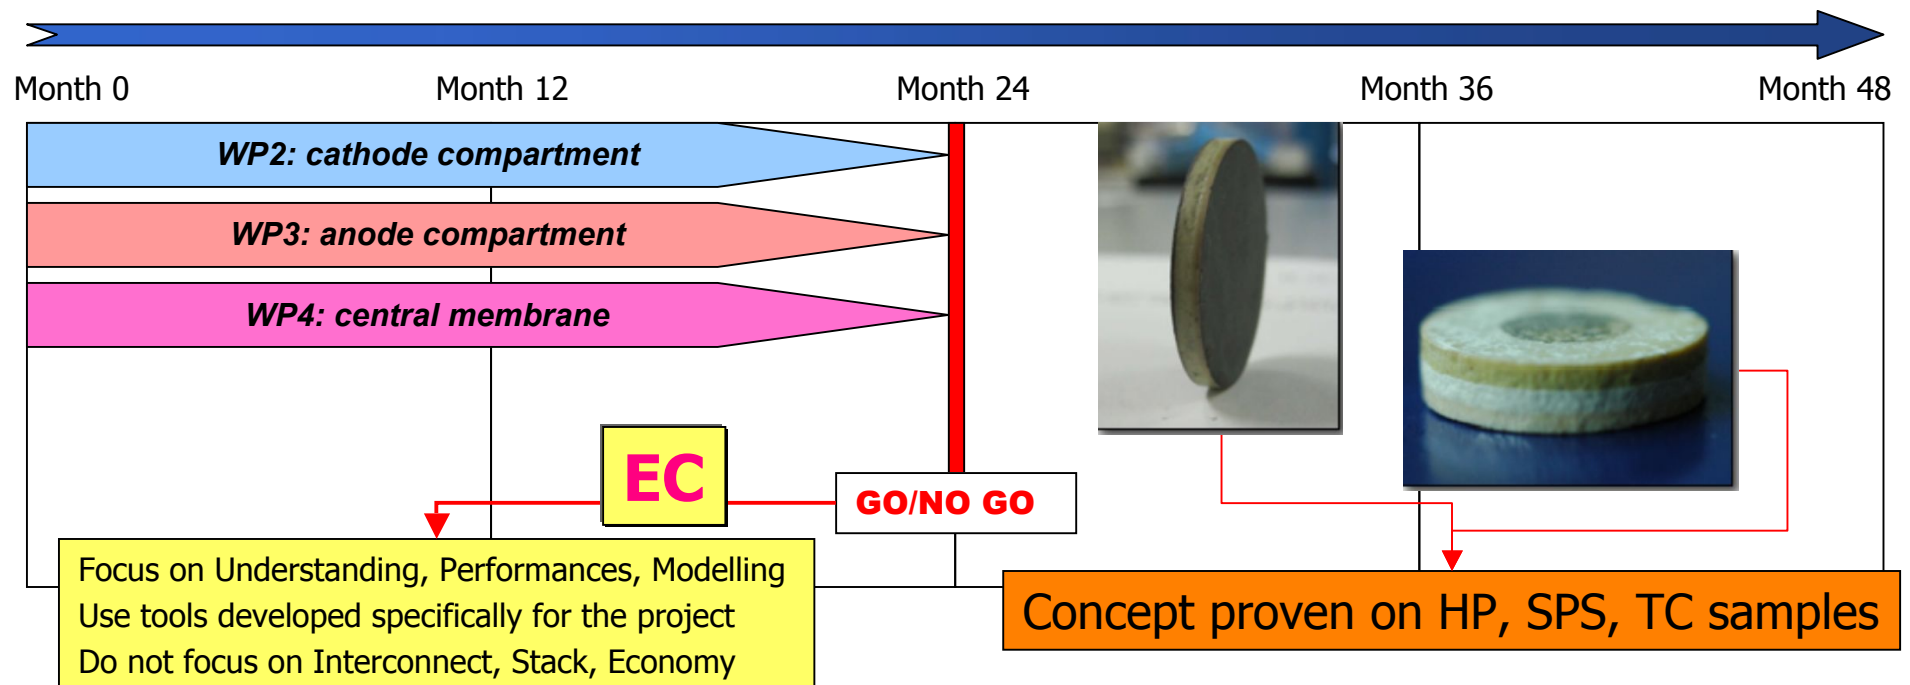 Month 0
Month 12
Month 24
Month 36
Month 48
WP2: cathode compartment
WP3: anode compartment
WP4: central membrane
EC
GO/NO GO
Focus on Understanding, Performances, Modelling
Use tools developed specifically for the project
Do not focus on Interconnect, Stack, Economy
Concept proven on HP, SPS, TC samples